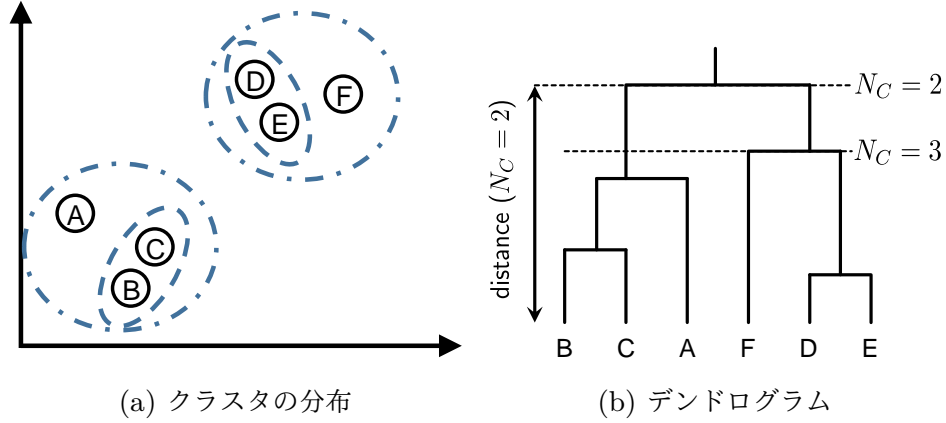 D
E
F
A
C
B
(a) クラスタの分布
N_C = 2
N_C = 3
distance (N_C = 2)
B C A F D E
(b) デンドログラム